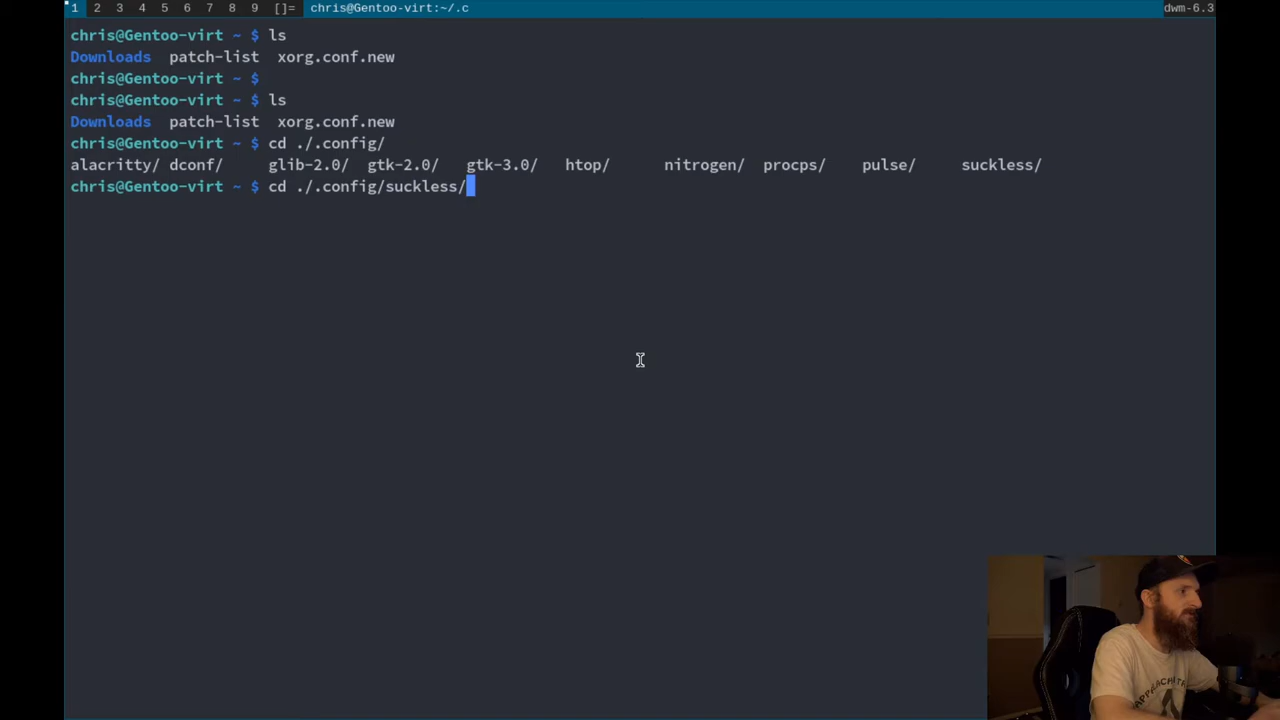 1 2 3 4 5 6 7 8 9 []= chris@Gentoo-virt:~/.c dwm-6.3
chris@Gentoo-virt ~ $ ls
Downloads patch-list xorg.conf.new
chris@Gentoo-virt ~ $
chris@Gentoo-virt ~ $ ls
Downloads patch-list xorg.conf.new
chris@Gentoo-virt ~ $ cd ./.config/
alacritty/ dconf/ glib-2.0/ gtk-2.0/ gtk-3.0/ htop/ nitrogen/ procps/ pulse/ suckless/
chris@Gentoo-virt ~ $ cd ./.config/suckless/